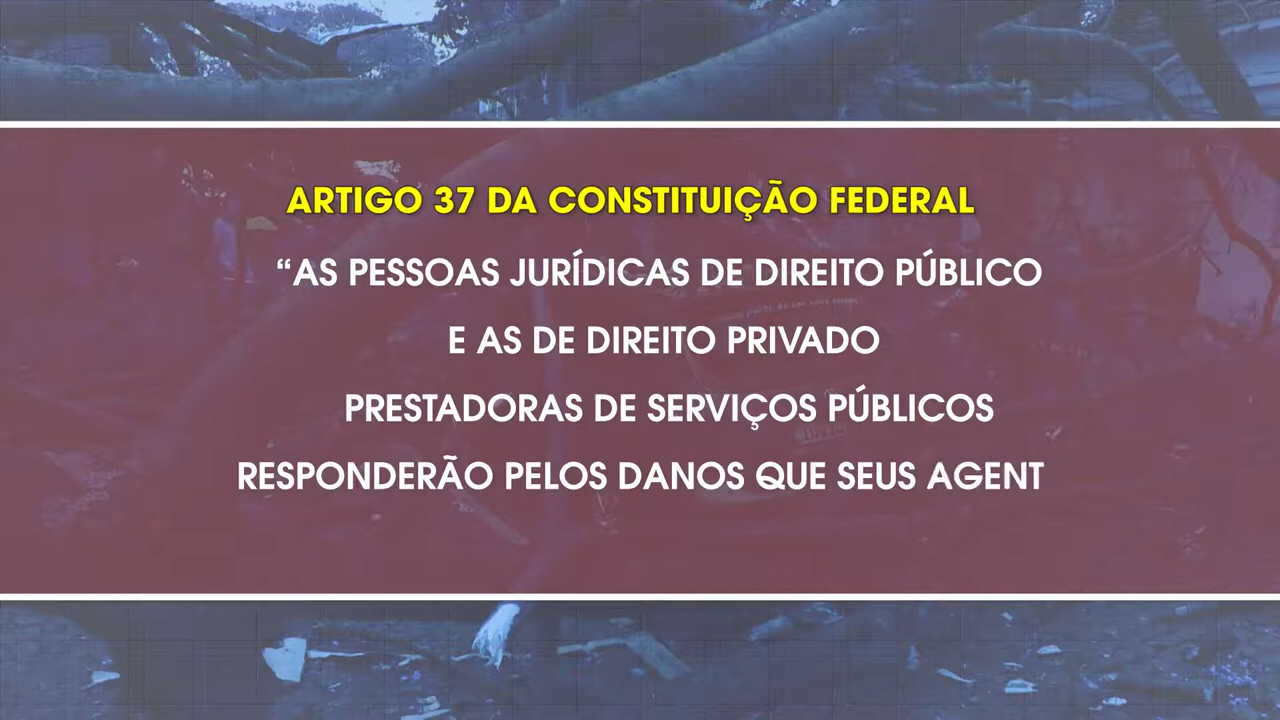 ARTIGO 37 DA CONSTITUIÇÃO FEDERAL
“AS PESSOAS JURÍDICAS DE DIREITO PÚBLICO
E AS DE DIREITO PRIVADO
PRESTADORAS DE SERVIÇOS PÚBLICOS
RESPONDERÃO PELOS DANOS QUE SEUS AGENT